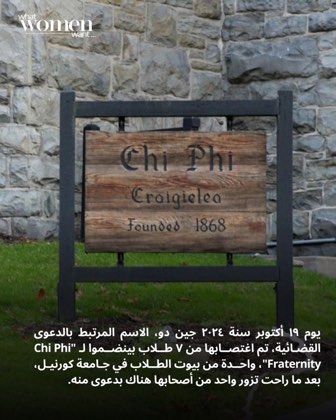 what
women
want...
Chi Phi
Craigielea
Founded 1868
يوم ١٩ أكتوبر سنة ٢٠٢٤ جين دو، الاسم المرتبط بالدعوى
القضائية، تم اغتصابها من ٧ طلاب بينضموا لـ "Chi Phi
Fraternity"، واحدة من بيوت الطلاب في جامعة كورنيل،
بعد ما راحت تزور واحد من أصحابها هناك بدعوى منه.